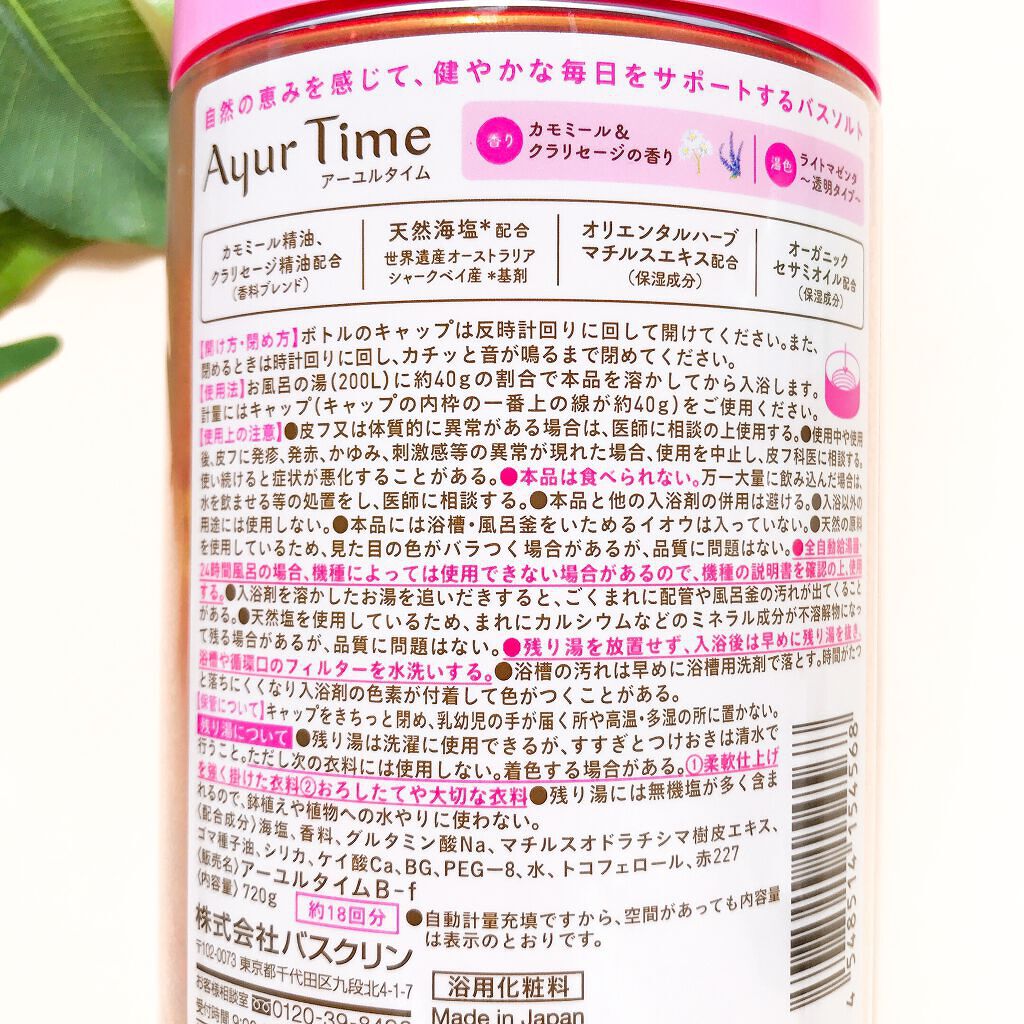 自然の恵みを感じて、健やかな毎日をサポートするバスソルト
Ayur Time
アーユルタイム
香り
カモミール＆
クラリセージの香り
湯色
ライトマゼンタ
～透明タイプ～
カモミール精油、
クラリセージ精油配合
(香料ブレンド)
天然海塩*配合
世界遺産オーストラリア
シャークベイ産 *基剤
オリエンタルハーブ
マチルスエキス配合
(保湿成分)
オーガニック
セサミオイル配合
(保湿成分)
【開け方・閉め方】ボトルのキャップは反時計回りに回して開けてください。また、
閉めるときは時計回りに回し、カチッと音が鳴るまで閉めてください。
【使用法】お風呂の湯(200L)に約40gの割合で本品を溶かしてから入浴します。
計量にはキャップ(キャップの内枠の一番上の線が約40g)をご使用ください。
【使用上の注意】●皮フ又は体質的に異常がある場合は、医師に相談の上使用する。●使用中や使用
後、皮フに発疹、発赤、かゆみ、刺激感等の異常が現れた場合、使用を中止し、皮フ科医に相談する。
使い続けると症状が悪化することがある。●本品は食べられない。万一大量に飲み込んだ場合は、
水を飲ませる等の処置をし、医師に相談する。●本品と他の入浴剤の併用は避ける。●入浴以外の
用途には使用しない。●本品には浴槽・風呂釜をいためるイオウは入っていない。●天然の原料
を使用しているため、見た目の色がバラつく場合があるが、品質に問題はない。●全自動給湯器・
24時間風呂の場合、機種によっては使用できない場合があるので、機種の説明書を確認の上、使用
する。●入浴剤を溶かしたお湯を追いだきすると、ごくまれに配管や風呂釜の汚れが出てくること
がある。●天然塩を使用しているため、まれにカルシウムなどのミネラル成分が不溶解物になっ
て残る場合があるが、品質に問題はない。●残り湯を放置せず、入浴後は早めに残り湯を抜き、
浴槽や循環口のフィルターを水洗いする。●浴槽の汚れは早めに浴槽用洗剤で落とす。時間がたつ
と落ちにくくなり入浴剤の色素が付着して色がつくことがある。
【保管について】キャップをきちっと閉め、乳幼児の手が届く所や高温・多湿の所に置かない。
残り湯について ●残り湯は洗濯に使用できるが、すすぎとつけおきは清水で
行うこと。ただし次の衣料には使用しない。着色する場合がある。①柔軟仕上げ
を強く掛けた衣料②おろしたてや大切な衣料●残り湯には無機塩が多く含ま
れるので、鉢植えや植物への水やりに使わない。
〈配合成分〉海塩、香料、グルタミン酸Na、マチルスオドラチシマ樹皮エキス、
ゴマ種子油、シリカ、ケイ酸Ca、BG、PEG－8、水、トコフェロール、赤227
〈販売名〉アーユルタイムB-f
〈内容量〉720g
約18回分
●自動計量充填ですから、空間があっても内容量
は表示のとおりです。
株式会社バスクリン
〒102-0073 東京都千代田区九段北4-1-7
お客様相談室 0120-39-8496
受付時間
浴用化粧料
Made in Japan
4 548514 515468